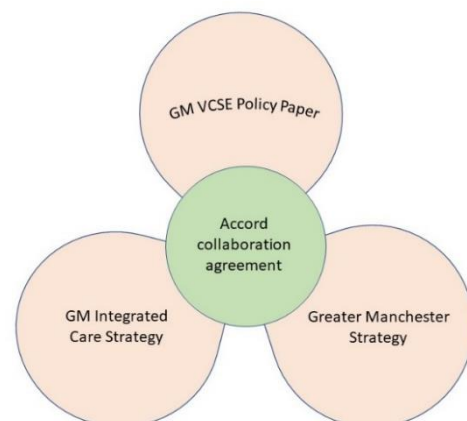 GM VCSE Policy Paper
Accord
collaboration
agreement
GM Integrated
Care Strategy
Greater Manchester
Strategy